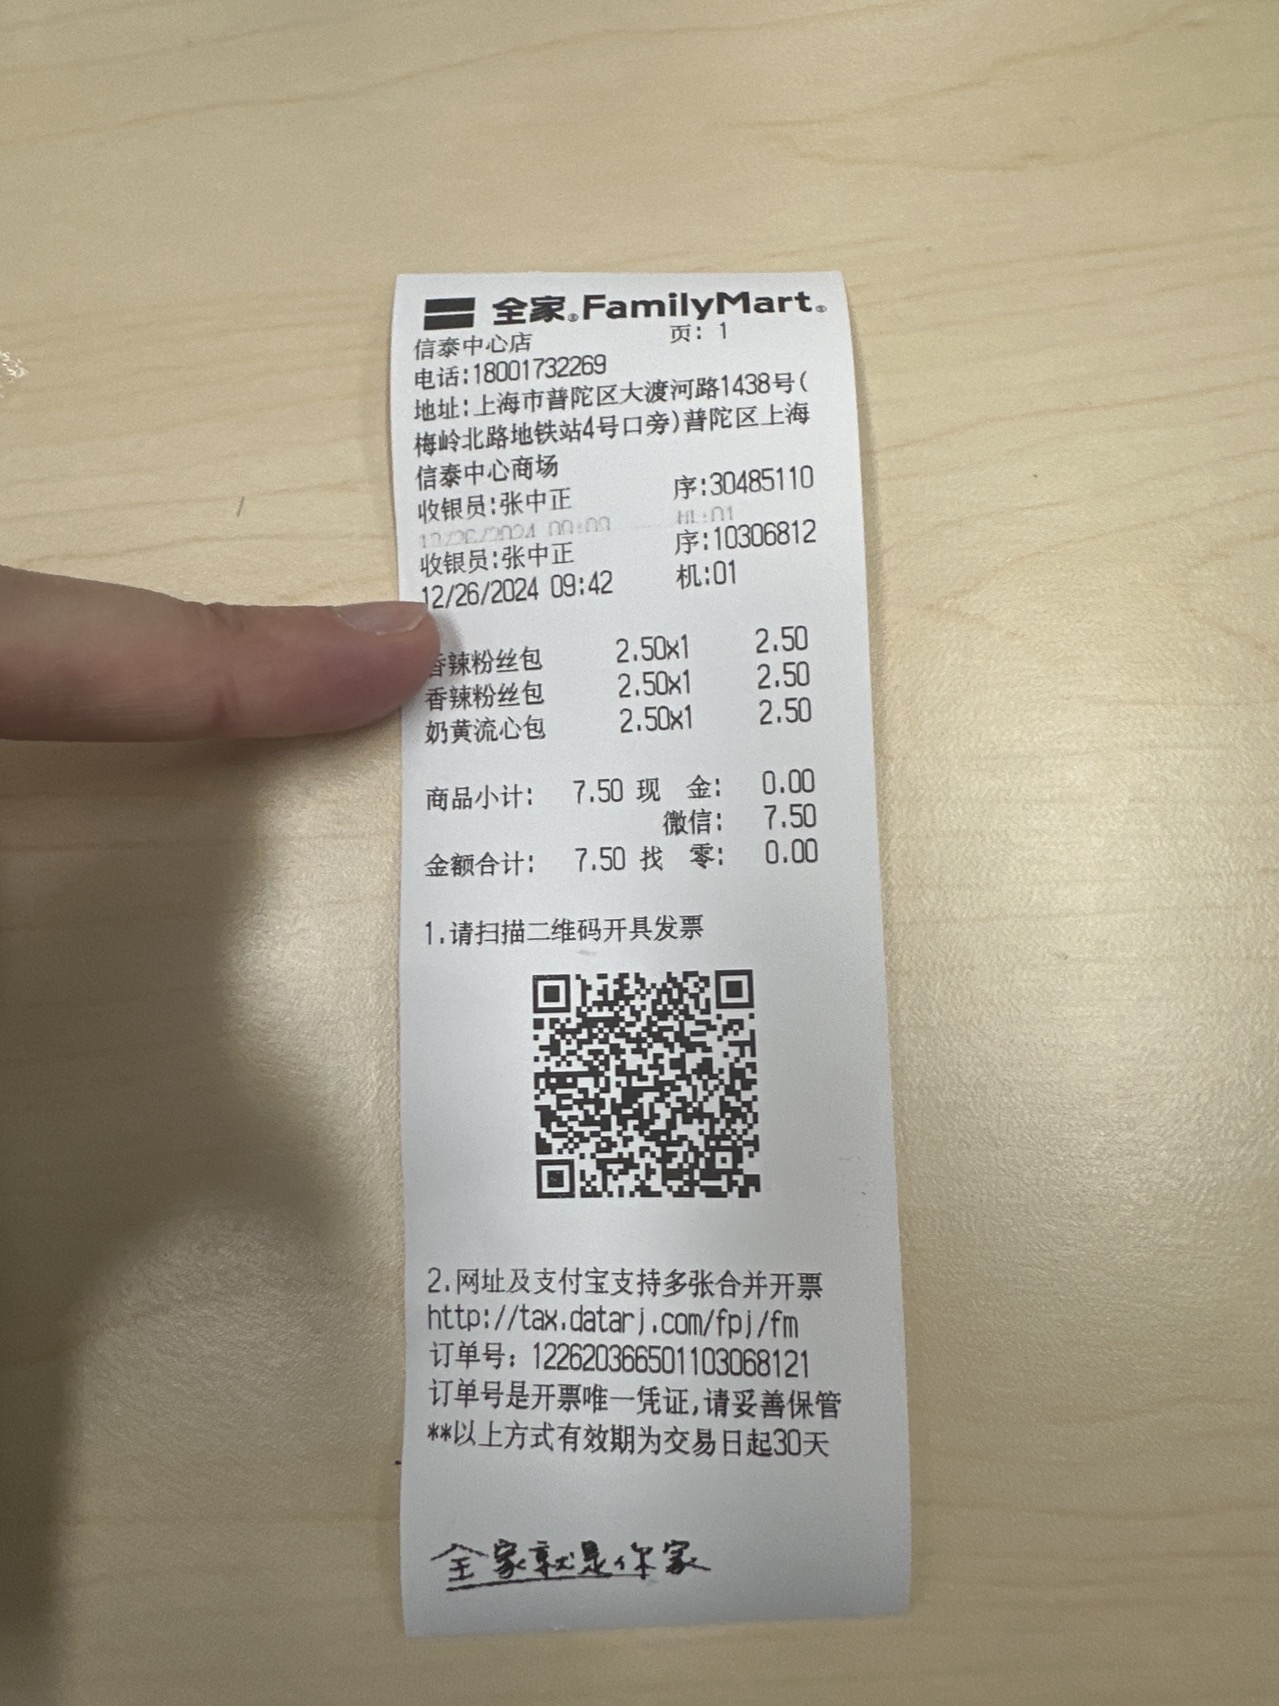 全家®FamilyMart®
信泰中心店 页: 1
电话:18001732269
地址:上海市普陀区大渡河路1438号(
梅岭北路地铁站4号口旁)普陀区上海
信泰中心商场
收银员:张中正 序:30485110
12/26/2024 机:01
收银员:张中正 序:10306812
12/26/2024 09:42 机:01
香辣粉丝包 2.50x1 2.50
香辣粉丝包 2.50x1 2.50
奶黄流心包 2.50x1 2.50
商品小计: 7.50 现 金: 0.00
微信: 7.50
金额合计: 7.50 找 零: 0.00
1.请扫描二维码开具发票
2.网址及支付宝支持多张合并开票
http://tax.datarj.com/fpj/fm
订单号: 122620366501103068121
订单号是开票唯一凭证,请妥善保管
**以上方式有效期为交易日起30天
全家就是你家